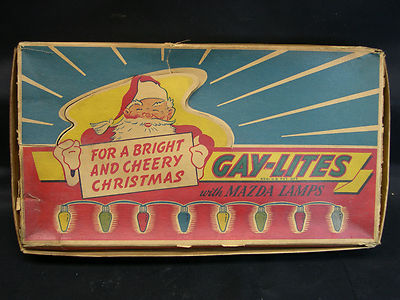 FOR A BRIGHT
AND CHEERY
CHRISTMAS
GAY-LITES
with MAZDA LAMPS